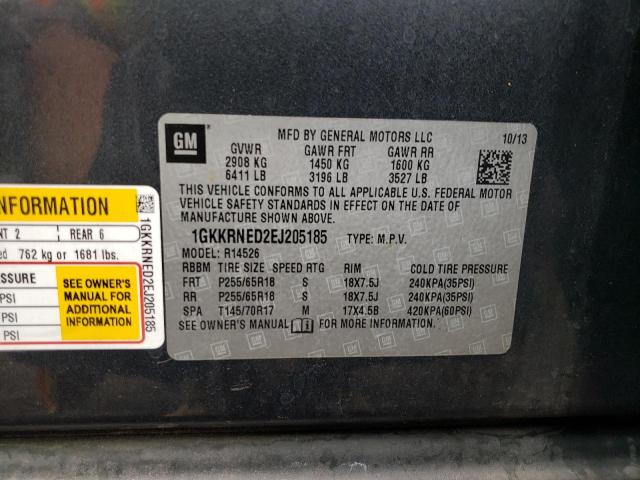 GM
MFD BY GENERAL MOTORS LLC 10/13
GVWR GAWR FRT GAWR RR
2908 KG 1450 KG 1600 KG
6411 LB 3196 LB 3527 LB
THIS VEHICLE CONFORMS TO ALL APPLICABLE U.S. FEDERAL MOTOR
VEHICLE SAFETY STANDARDS IN EFFECT ON THE DATE OF
MANUFACTURE SHOWN ABOVE.
1GKKRNED2EJ205185 TYPE: M.P.V.
MODEL: R14526
RBBM TIRE SIZE SPEED RTG RIM COLD TIRE PRESSURE
FRT P255/65R18 S 18X7.5J 240KPA(35PSI)
RR P255/65R18 S 18X7.5J 240KPA(35PSI)
SPA T145/70R17 M 17X4.5B 420KPA(60PSI)
SEE OWNER'S MANUAL FOR MORE INFORMATION.
INFORMATION
2 REAR 6
762 kg or 1681 lbs.
SEE OWNER'S
MANUAL FOR
ADDITIONAL
INFORMATION
PSI
PSI
1GKKRNED2EJ205185